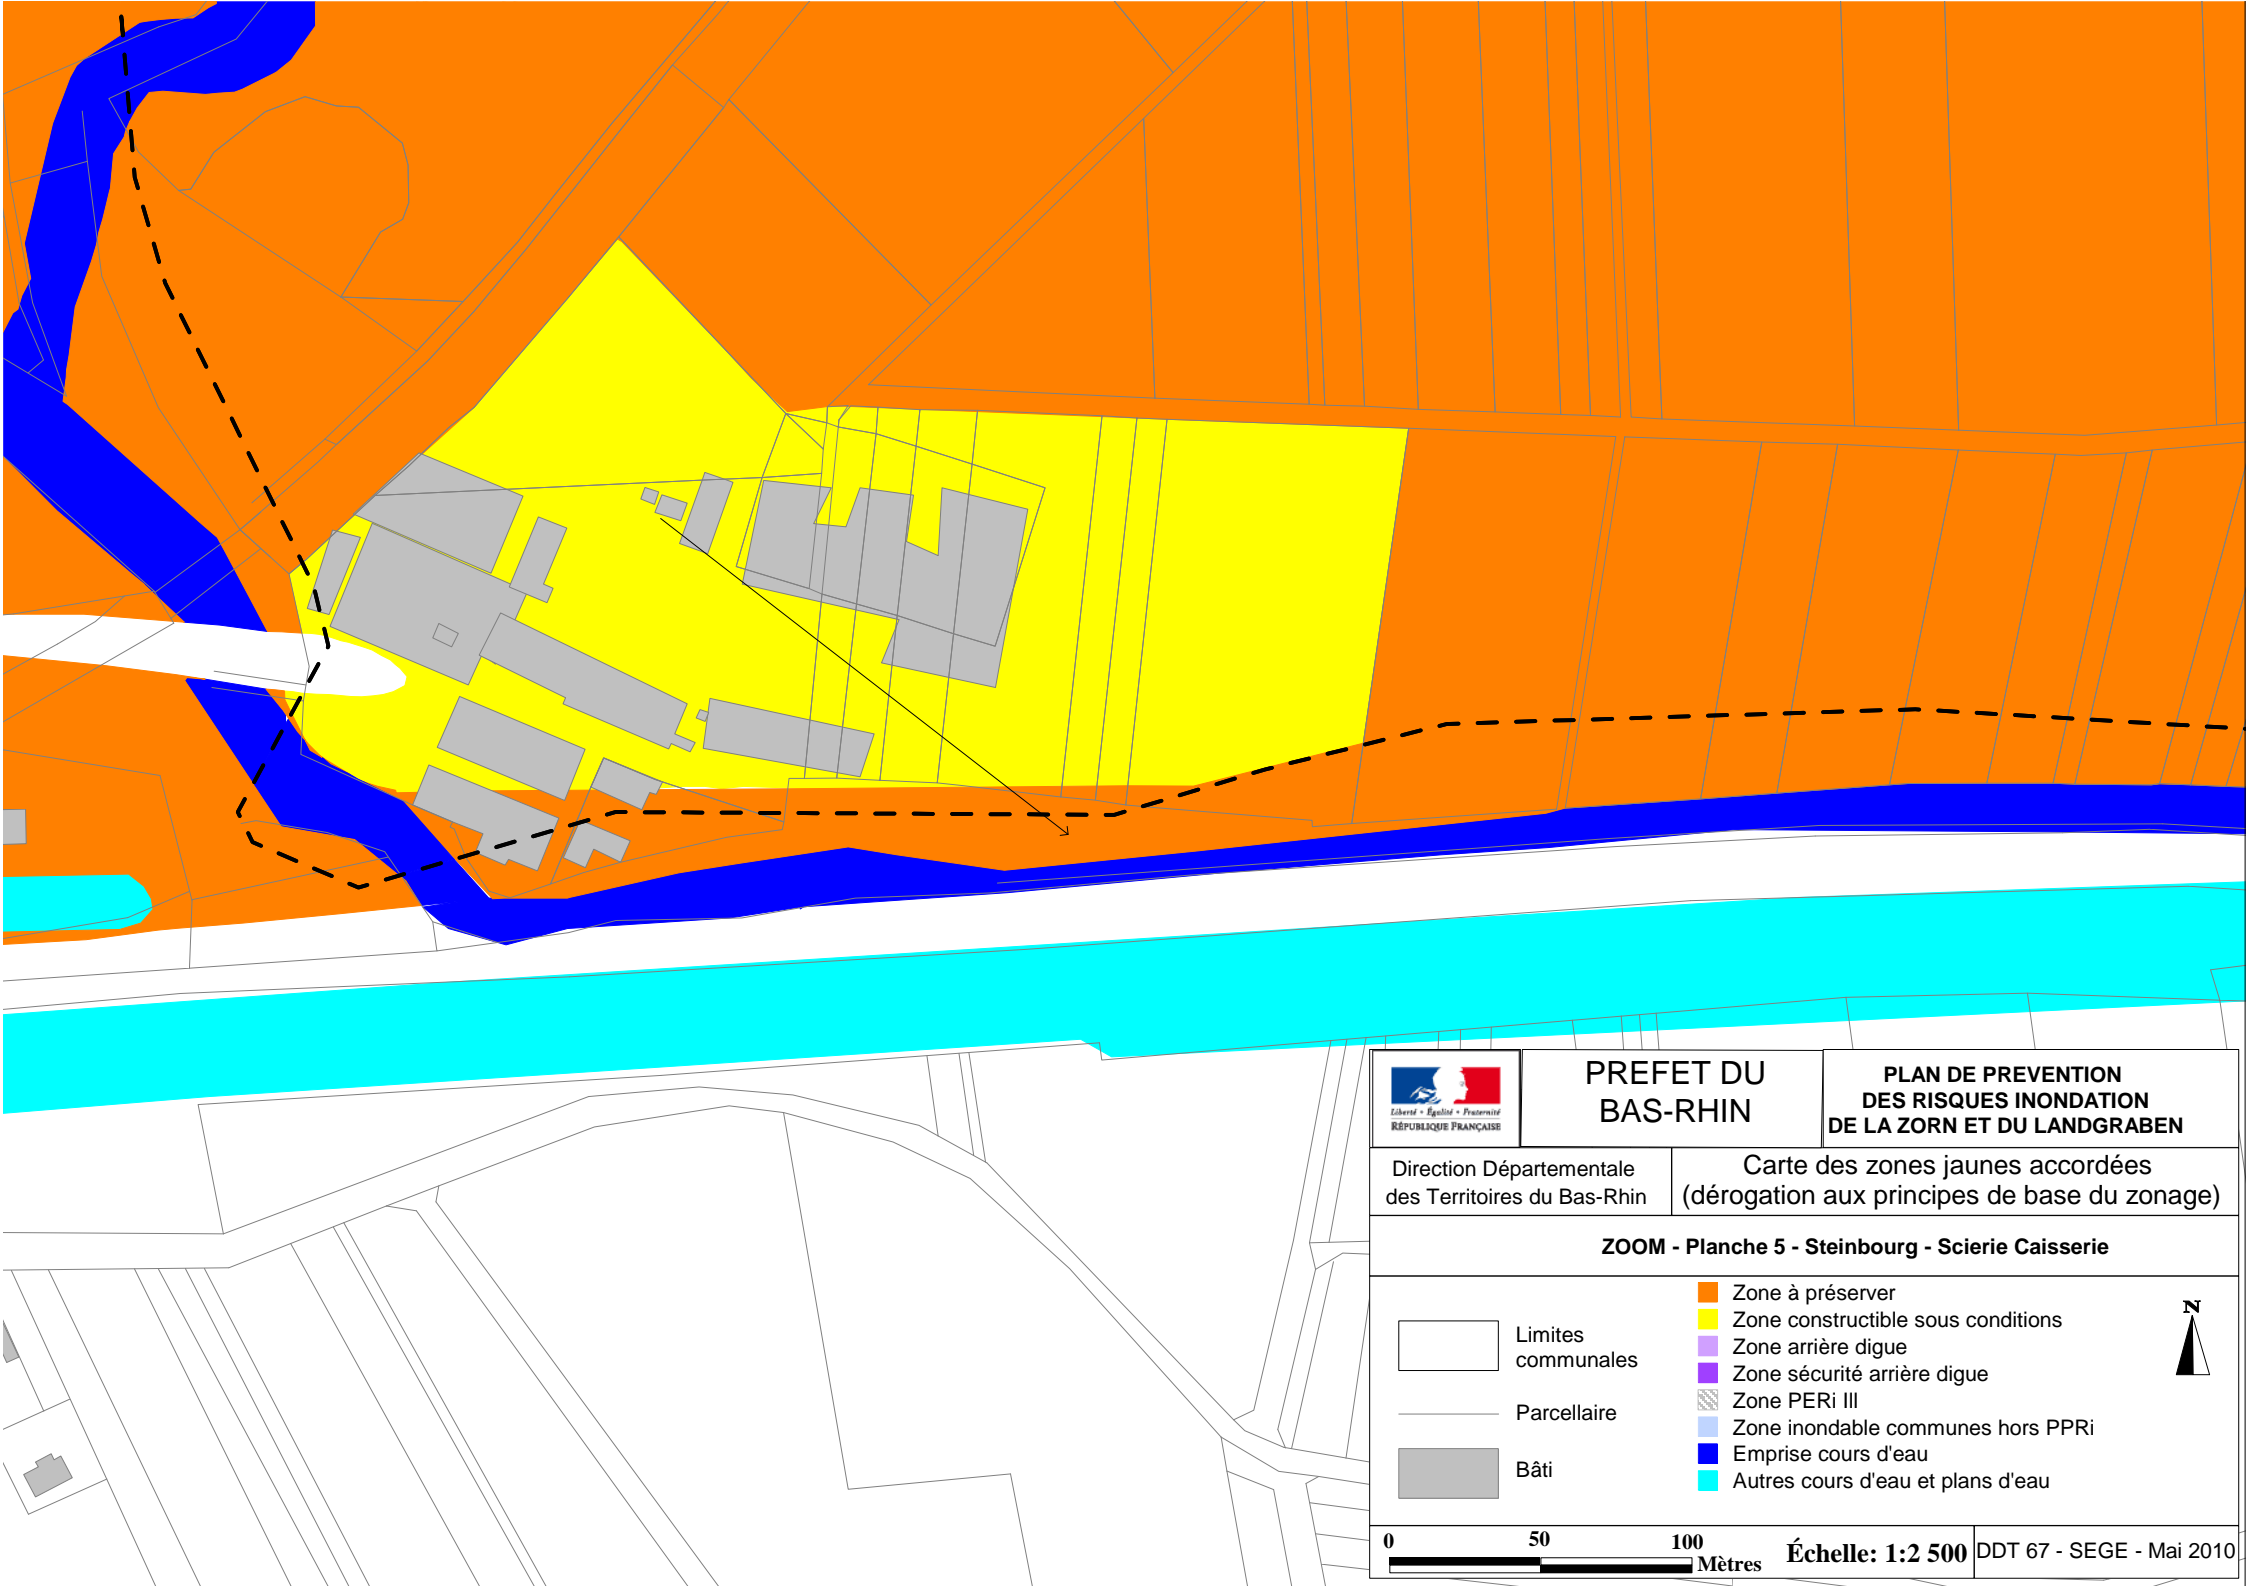 Liberté • Égalité • Fraternité
RÉPUBLIQUE FRANÇAISE
PREFET DU
BAS-RHIN
PLAN DE PREVENTION
DES RISQUES INONDATION
DE LA ZORN ET DU LANDGRABEN
Direction Départementale
des Territoires du Bas-Rhin
Carte des zones jaunes accordées
(dérogation aux principes de base du zonage)
ZOOM - Planche 5 - Steinbourg - Scierie Caisserie
Limites
communales
Parcellaire
Bâti
Zone à préserver
Zone constructible sous conditions
Zone arrière digue
Zone sécurité arrière digue
Zone PERi III
Zone inondable communes hors PPRi
Emprise cours d'eau
Autres cours d'eau et plans d'eau
N
0 50 100
Mètres
Échelle: 1:2 500
DDT 67 - SEGE - Mai 2010